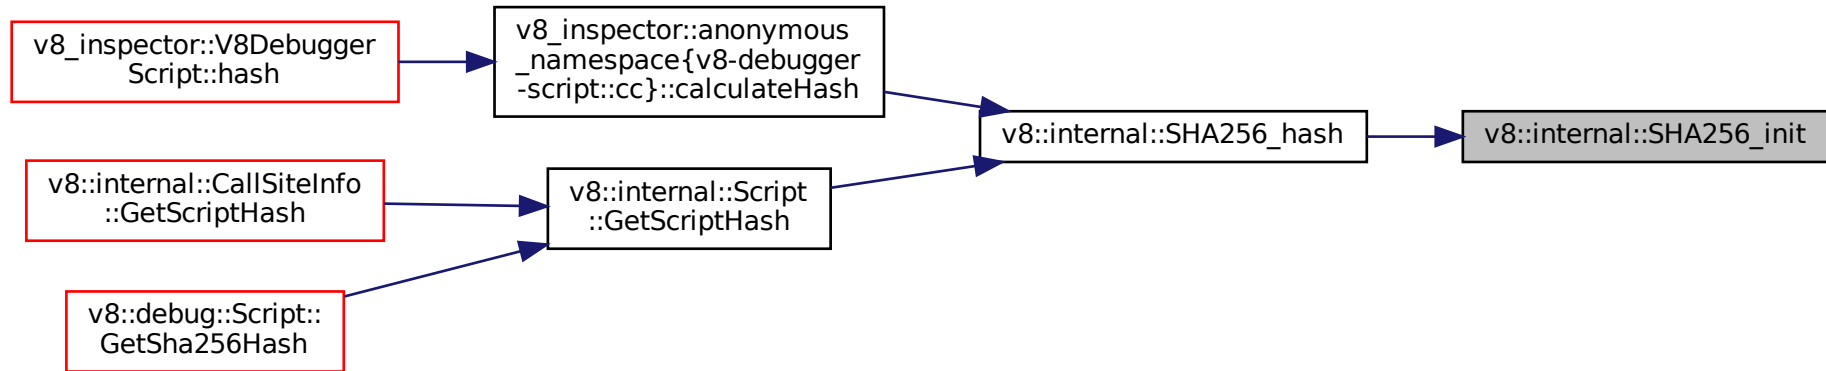 v8_inspector::V8Debugger
Script::hash
v8_inspector::anonymous
_namespace{v8-debugger
-script::cc}::calculateHash
v8::internal::SHA256_hash
v8::internal::SHA256_init
v8::internal::CallSiteInfo
::GetScriptHash
v8::internal::Script
::GetScriptHash
v8::debug::Script::
GetSha256Hash